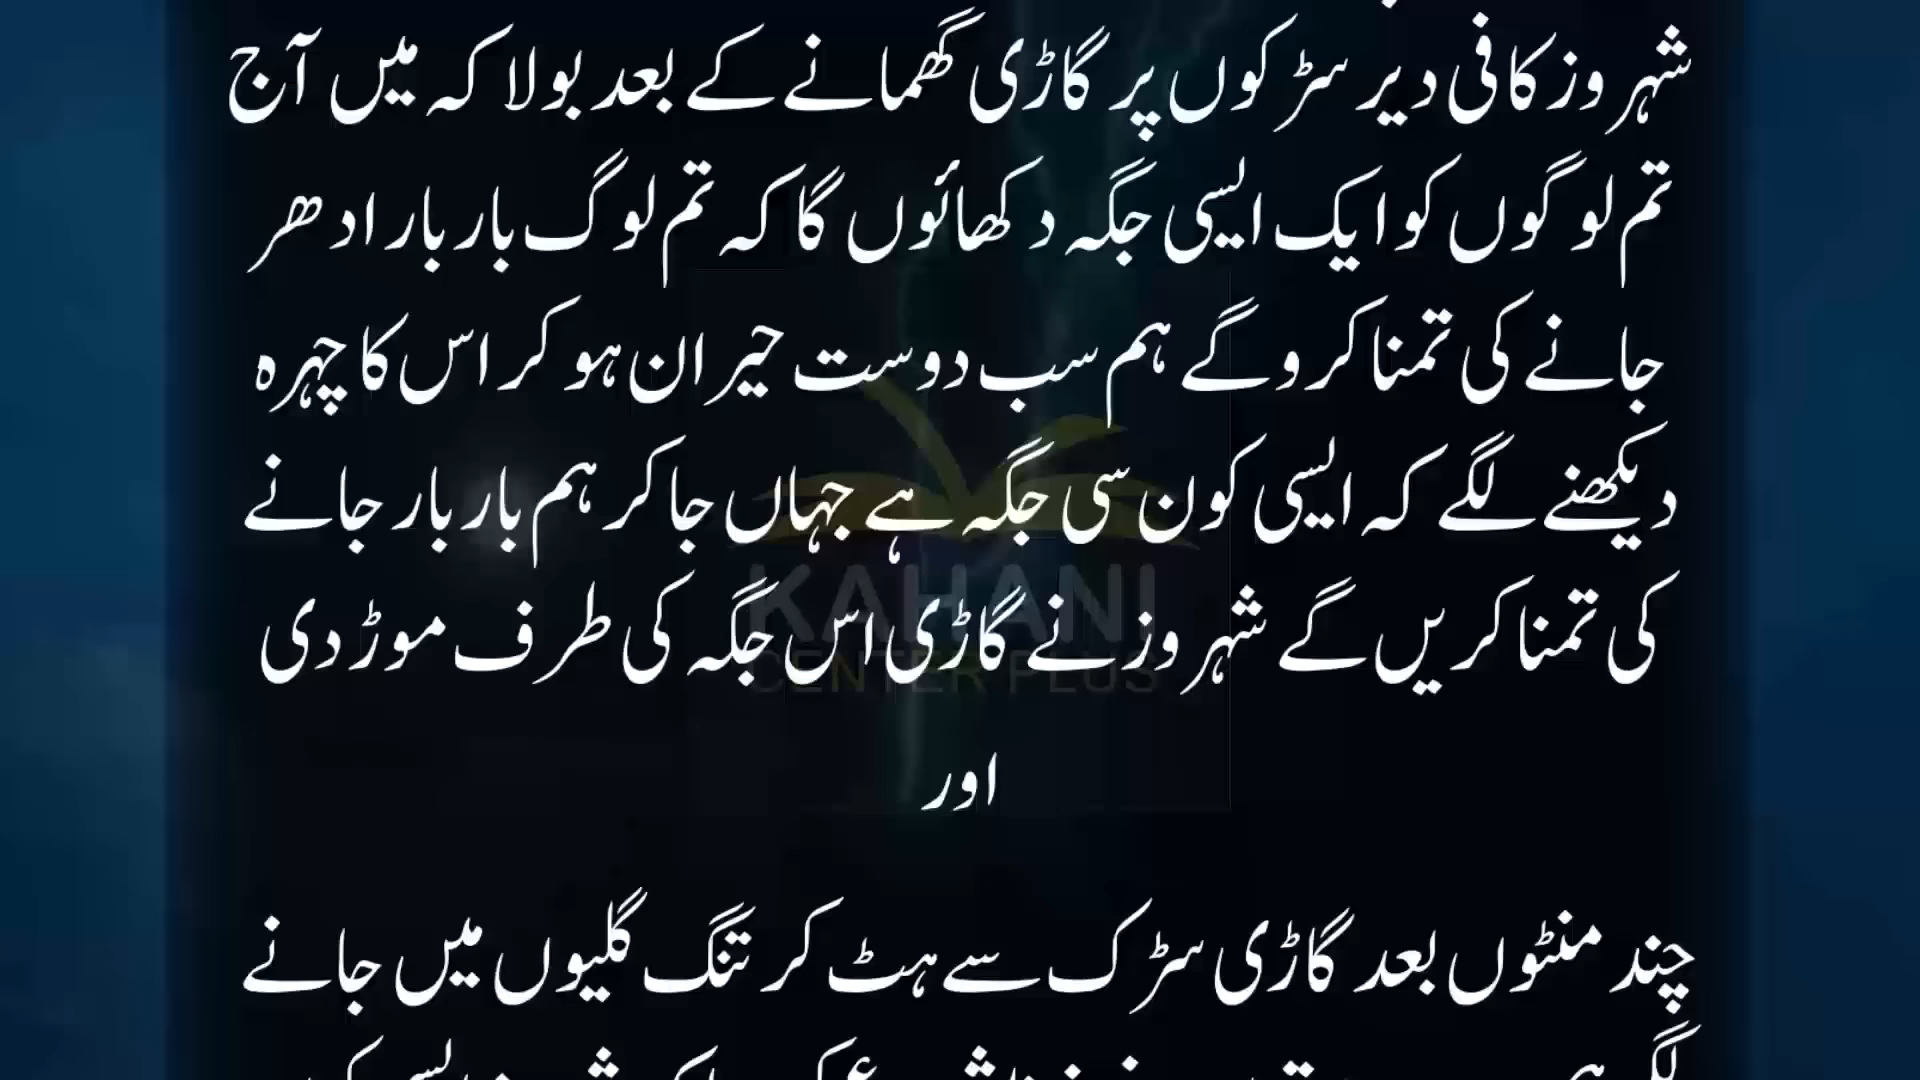 شہروز کافی دیر سڑکوں پر گاڑی گھمانے کے بعد بولا کہ میں آج
تم لوگوں کو ایک ایسی جگہ دکھائوں گا کہ تم لوگ بار بار ادھر
جانے کی تمنا کرو گے ہم سب دوست حیران ہو کر اس کا چہرہ
دیکھنے لگے کہ ایسی کون سی جگہ ہے جہاں جا کر ہم بار بار جانے
KAHANI
کی تمنا کریں گے شہروز نے گاڑی اس جگہ کی طرف موڑ دی
CENTER PLUS
اور
چند منٹوں بعد گاڑی سڑک سے ہٹ کر تنگ گلیوں میں جانے